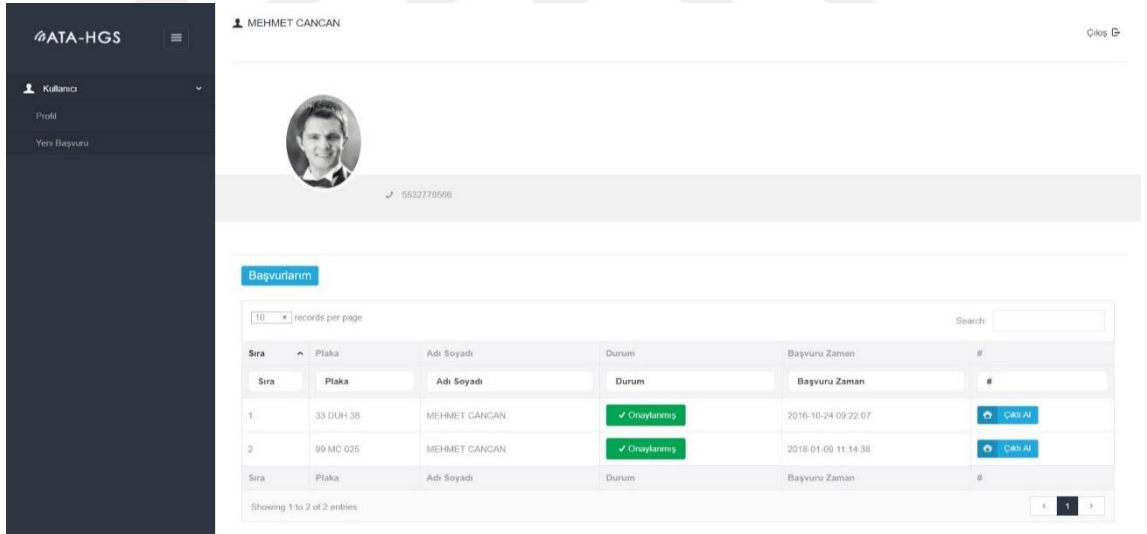 ATA-HGS
MEHMET CANCAN
Çıkış
Kullanıcı
Profil
Yeni Başvuru
5532778566
Başvurlarım
10 records per page
Search:
Sıra Plaka Adı Soyadı Durum Başvuru Zaman #
Sıra Plaka Adı Soyadı Durum Başvuru Zaman #
1 33 DUH 38 MEHMET CANCAN Onaylanmış 2016-10-24 09:22:07 Çıktı Al
2 99 MC 025 MEHMET CANCAN Onaylanmış 2018-01-09 11:14:38 Çıktı Al
Sıra Plaka Adı Soyadı Durum Başvuru Zaman #
Showing 1 to 2 of 2 entries
1